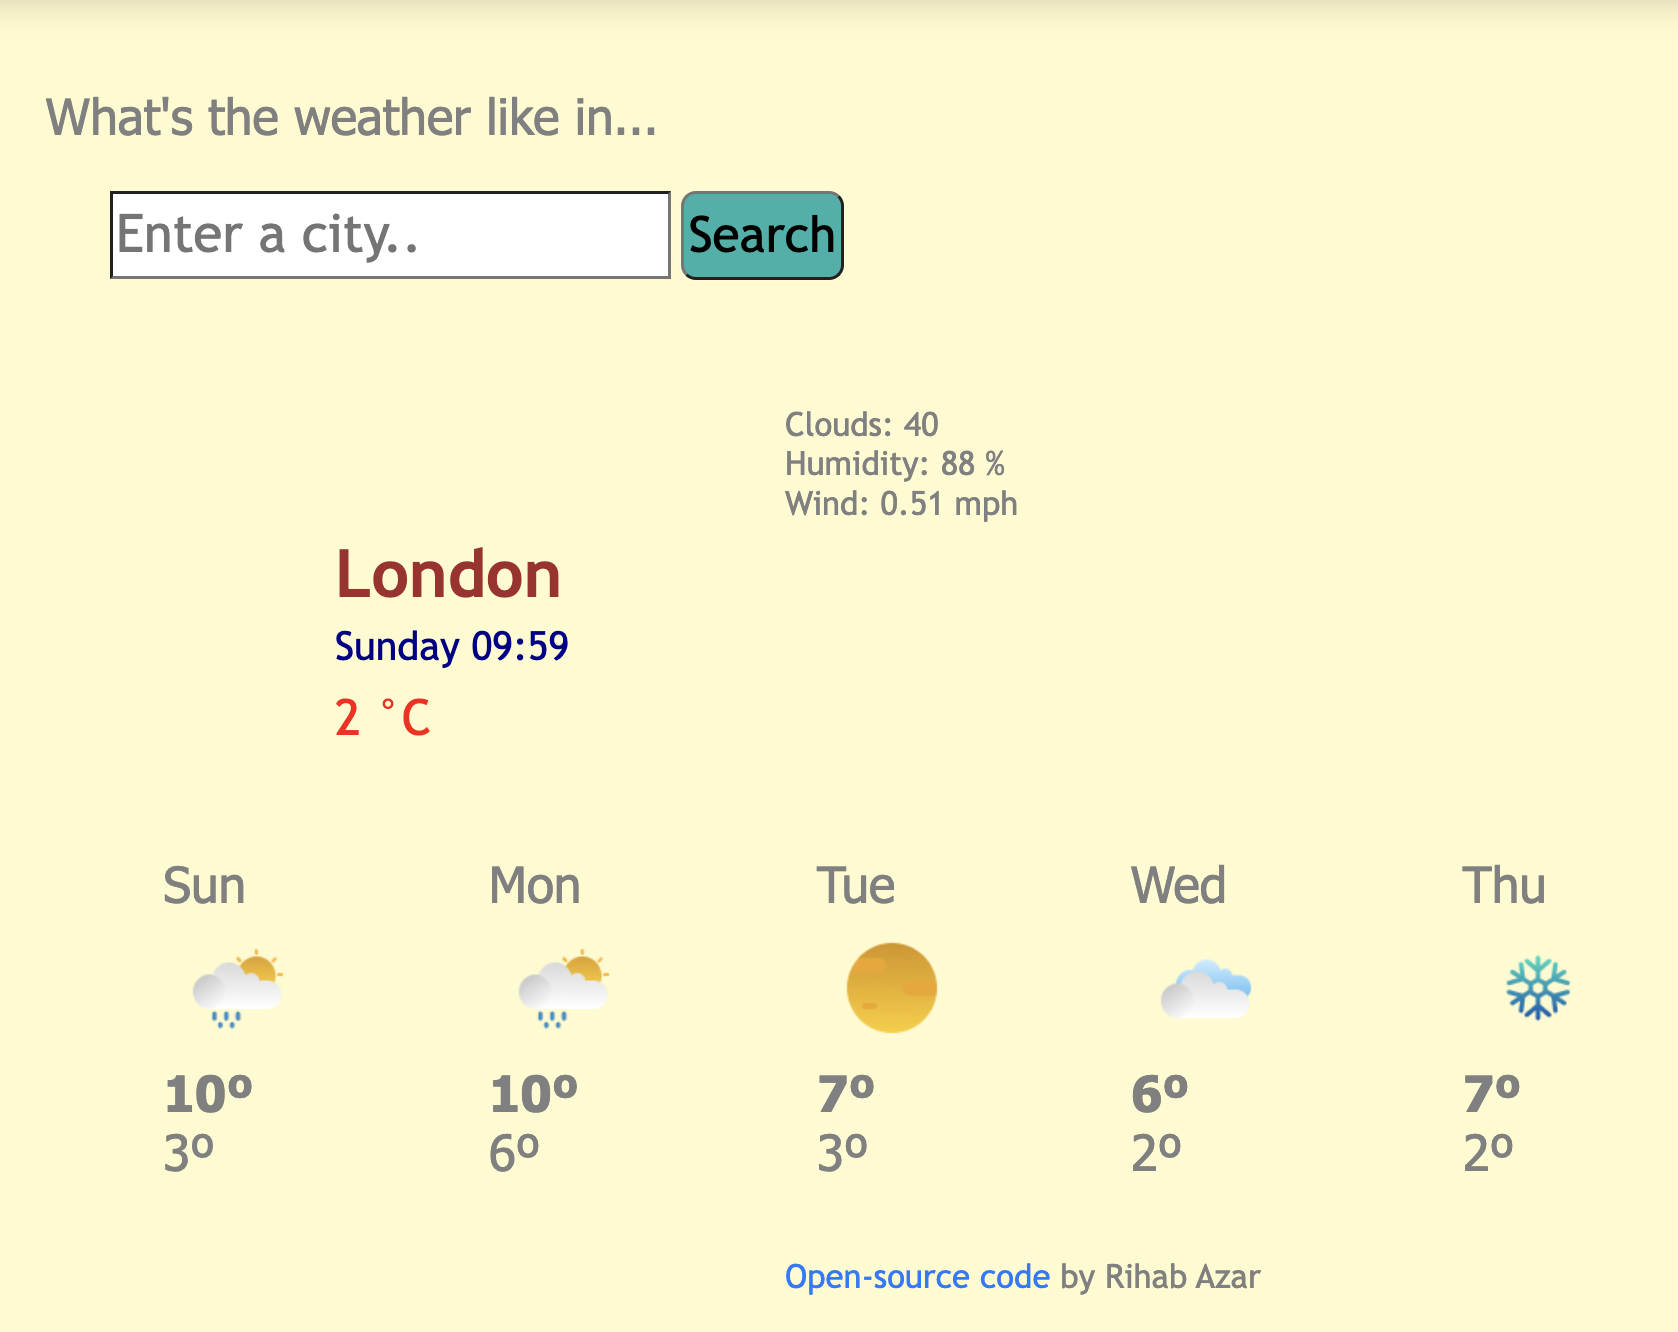 What's the weather like in...
Enter a city..
Search
Clouds: 40
Humidity: 88 %
Wind: 0.51 mph
London
Sunday 09:59
2 °C
Sun
10º
3º
Mon
10º
6º
Tue
7º
3º
Wed
6º
2º
Thu
7º
2º
Open-source code by Rihab Azar